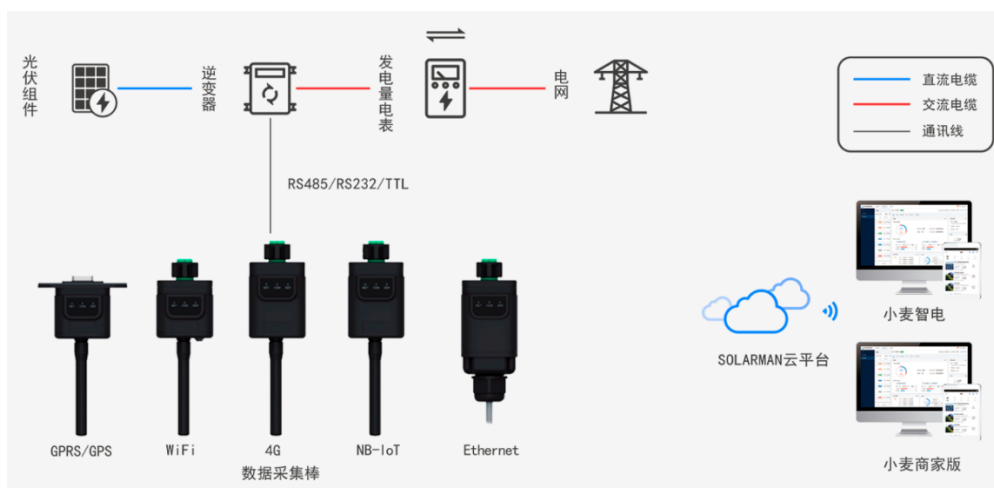 光伏组件
逆变器
发电量电表
电网
直流电缆
交流电缆
通讯线
RS485/RS232/TTL
小麦智电
SOLARMAN云平台
GPRS/GPS
WiFi
4G
NB-IoT
Ethernet
数据采集棒
小麦商家版